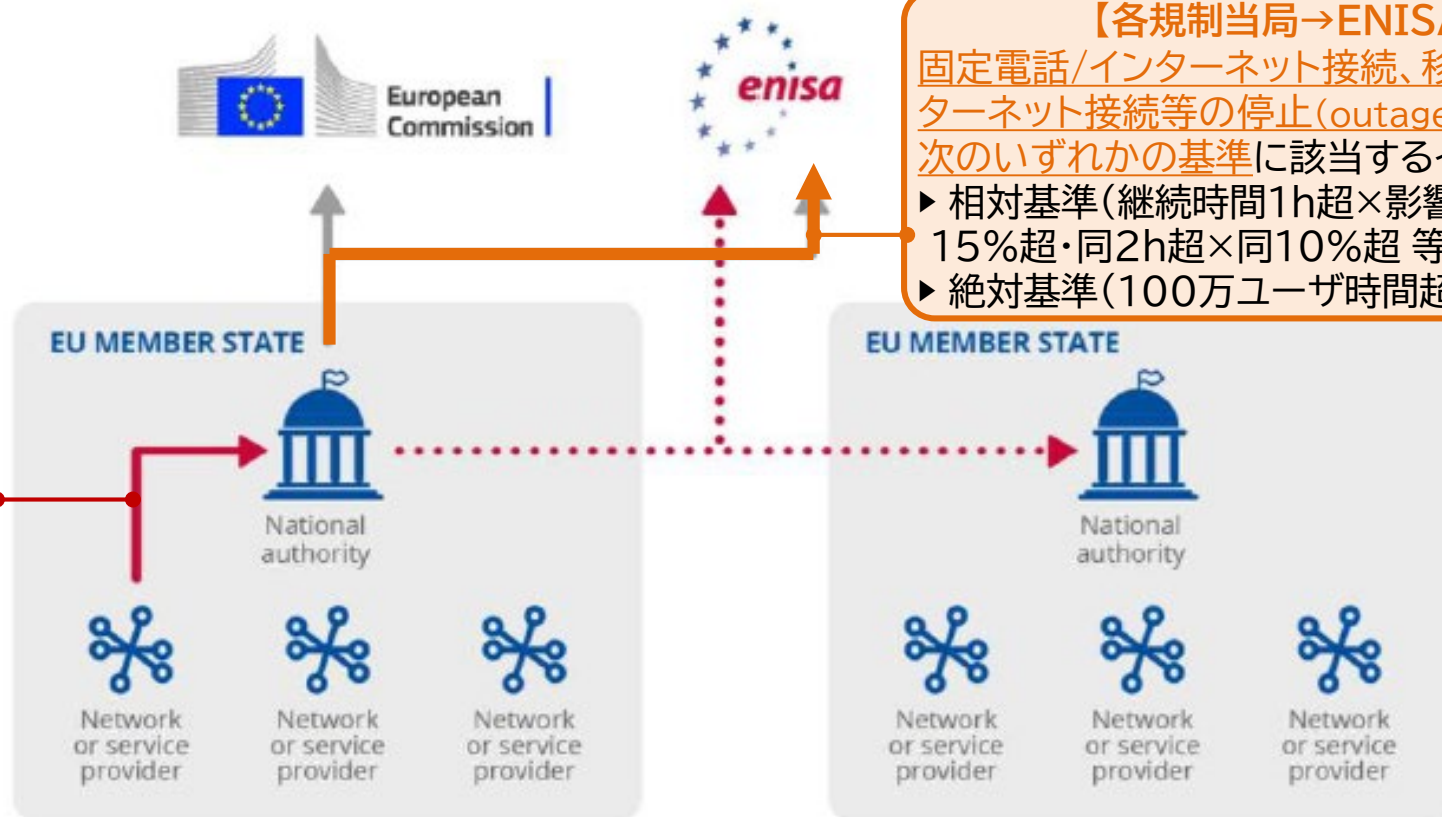 European
Commission
enisa
【各規制当局→ENISA
固定電話/インターネット接続、移
ターネット接続等の停止(outage
次のいずれかの基準に該当する
▶ 相対基準(継続時間1h超×影響
15%超・同2h超×同10%超 等
▶ 絶対基準(100万ユーザ時間超
EU MEMBER STATE
National
authority
Network
or service
provider
Network
or service
provider
Network
or service
provider
EU MEMBER STATE
National
authority
Network
or service
provider
Network
or service
provider
Network
or service
provider